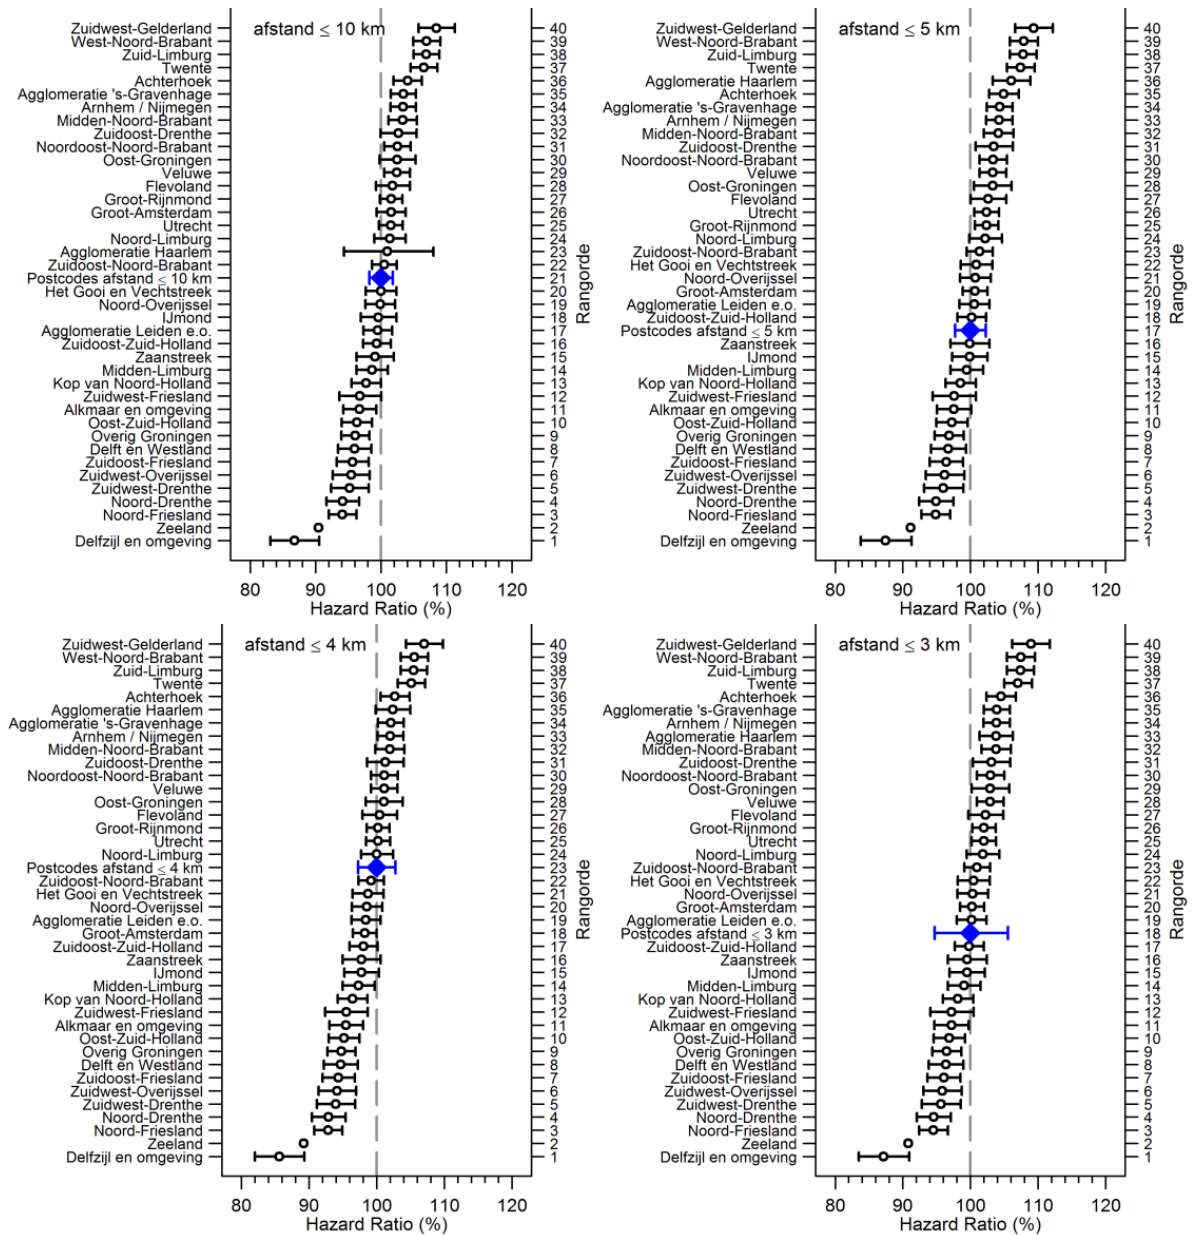 afstand ≤ 10 km
Zuidwest-Gelderland 40
West-Noord-Brabant 39
Zuid-Limburg 38
Twente 37
Achterhoek 36
Agglomeratie 's-Gravenhage 35
Arnhem / Nijmegen 34
Midden-Noord-Brabant 33
Zuidoost-Drenthe 32
Noordoost-Noord-Brabant 31
Oost-Groningen 30
Veluwe 29
Flevoland 28
Groot-Rijnmond 27
Groot-Amsterdam 26
Utrecht 25
Noord-Limburg 24
Agglomeratie Haarlem 23
Zuidoost-Noord-Brabant 22
Postcodes afstand ≤ 10 km 21
Het Gooi en Vechtstreek 20
Noord-Overijssel 19
IJmond 18
Agglomeratie Leiden e.o. 17
Zuidoost-Zuid-Holland 16
Zaanstreek 15
Midden-Limburg 14
Kop van Noord-Holland 13
Zuidwest-Friesland 12
Alkmaar en omgeving 11
Oost-Zuid-Holland 10
Overig Groningen 9
Delft en Westland 8
Zuidoost-Friesland 7
Zuidwest-Overijssel 6
Zuidwest-Drenthe 5
Noord-Drenthe 4
Noord-Friesland 3
Zeeland 2
Delfzijl en omgeving 1
Rangorde
80 90 100 110 120
Hazard Ratio (%)
afstand ≤ 5 km
Zuidwest-Gelderland 40
West-Noord-Brabant 39
Zuid-Limburg 38
Twente 37
Agglomeratie Haarlem 36
Achterhoek 35
Agglomeratie 's-Gravenhage 34
Arnhem / Nijmegen 33
Midden-Noord-Brabant 32
Zuidoost-Drenthe 31
Noordoost-Noord-Brabant 30
Veluwe 29
Oost-Groningen 28
Flevoland 27
Utrecht 26
Groot-Rijnmond 25
Noord-Limburg 24
Zuidoost-Noord-Brabant 23
Het Gooi en Vechtstreek 22
Noord-Overijssel 21
Groot-Amsterdam 20
Agglomeratie Leiden e.o. 19
Zuidoost-Zuid-Holland 18
Postcodes afstand ≤ 5 km 17
Zaanstreek 16
IJmond 15
Midden-Limburg 14
Kop van Noord-Holland 13
Zuidwest-Friesland 12
Alkmaar en omgeving 11
Oost-Zuid-Holland 10
Overig Groningen 9
Delft en Westland 8
Zuidoost-Friesland 7
Zuidwest-Overijssel 6
Zuidwest-Drenthe 5
Noord-Drenthe 4
Noord-Friesland 3
Zeeland 2
Delfzijl en omgeving 1
Rangorde
80 90 100 110 120
Hazard Ratio (%)
afstand ≤ 4 km
Zuidwest-Gelderland 40
West-Noord-Brabant 39
Zuid-Limburg 38
Twente 37
Achterhoek 36
Agglomeratie Haarlem 35
Agglomeratie 's-Gravenhage 34
Arnhem / Nijmegen 33
Midden-Noord-Brabant 32
Zuidoost-Drenthe 31
Noordoost-Noord-Brabant 30
Veluwe 29
Oost-Groningen 28
Flevoland 27
Groot-Rijnmond 26
Utrecht 25
Noord-Limburg 24
Postcodes afstand ≤ 4 km 23
Zuidoost-Noord-Brabant 22
Het Gooi en Vechtstreek 21
Noord-Overijssel 20
Agglomeratie Leiden e.o. 19
Groot-Amsterdam 18
Zuidoost-Zuid-Holland 17
Zaanstreek 16
IJmond 15
Midden-Limburg 14
Kop van Noord-Holland 13
Zuidwest-Friesland 12
Alkmaar en omgeving 11
Oost-Zuid-Holland 10
Overig Groningen 9
Delft en Westland 8
Zuidoost-Friesland 7
Zuidwest-Overijssel 6
Zuidwest-Drenthe 5
Noord-Drenthe 4
Noord-Friesland 3
Zeeland 2
Delfzijl en omgeving 1
Rangorde
80 90 100 110 120
Hazard Ratio (%)
afstand ≤ 3 km
Zuidwest-Gelderland 40
West-Noord-Brabant 39
Zuid-Limburg 38
Twente 37
Achterhoek 36
Agglomeratie 's-Gravenhage 35
Arnhem / Nijmegen 34
Agglomeratie Haarlem 33
Midden-Noord-Brabant 32
Zuidoost-Drenthe 31
Noordoost-Noord-Brabant 30
Oost-Groningen 29
Veluwe 28
Flevoland 27
Groot-Rijnmond 26
Utrecht 25
Noord-Limburg 24
Zuidoost-Noord-Brabant 23
Het Gooi en Vechtstreek 22
Noord-Overijssel 21
Groot-Amsterdam 20
Agglomeratie Leiden e.o. 19
Postcodes afstand ≤ 3 km 18
Zuidoost-Zuid-Holland 17
Zaanstreek 16
IJmond 15
Midden-Limburg 14
Kop van Noord-Holland 13
Zuidwest-Friesland 12
Alkmaar en omgeving 11
Oost-Zuid-Holland 10
Overig Groningen 9
Delft en Westland 8
Zuidoost-Friesland 7
Zuidwest-Overijssel 6
Zuidwest-Drenthe 5
Noord-Drenthe 4
Noord-Friesland 3
Zeeland 2
Delfzijl en omgeving 1
Rangorde
80 90 100 110 120
Hazard Ratio (%)